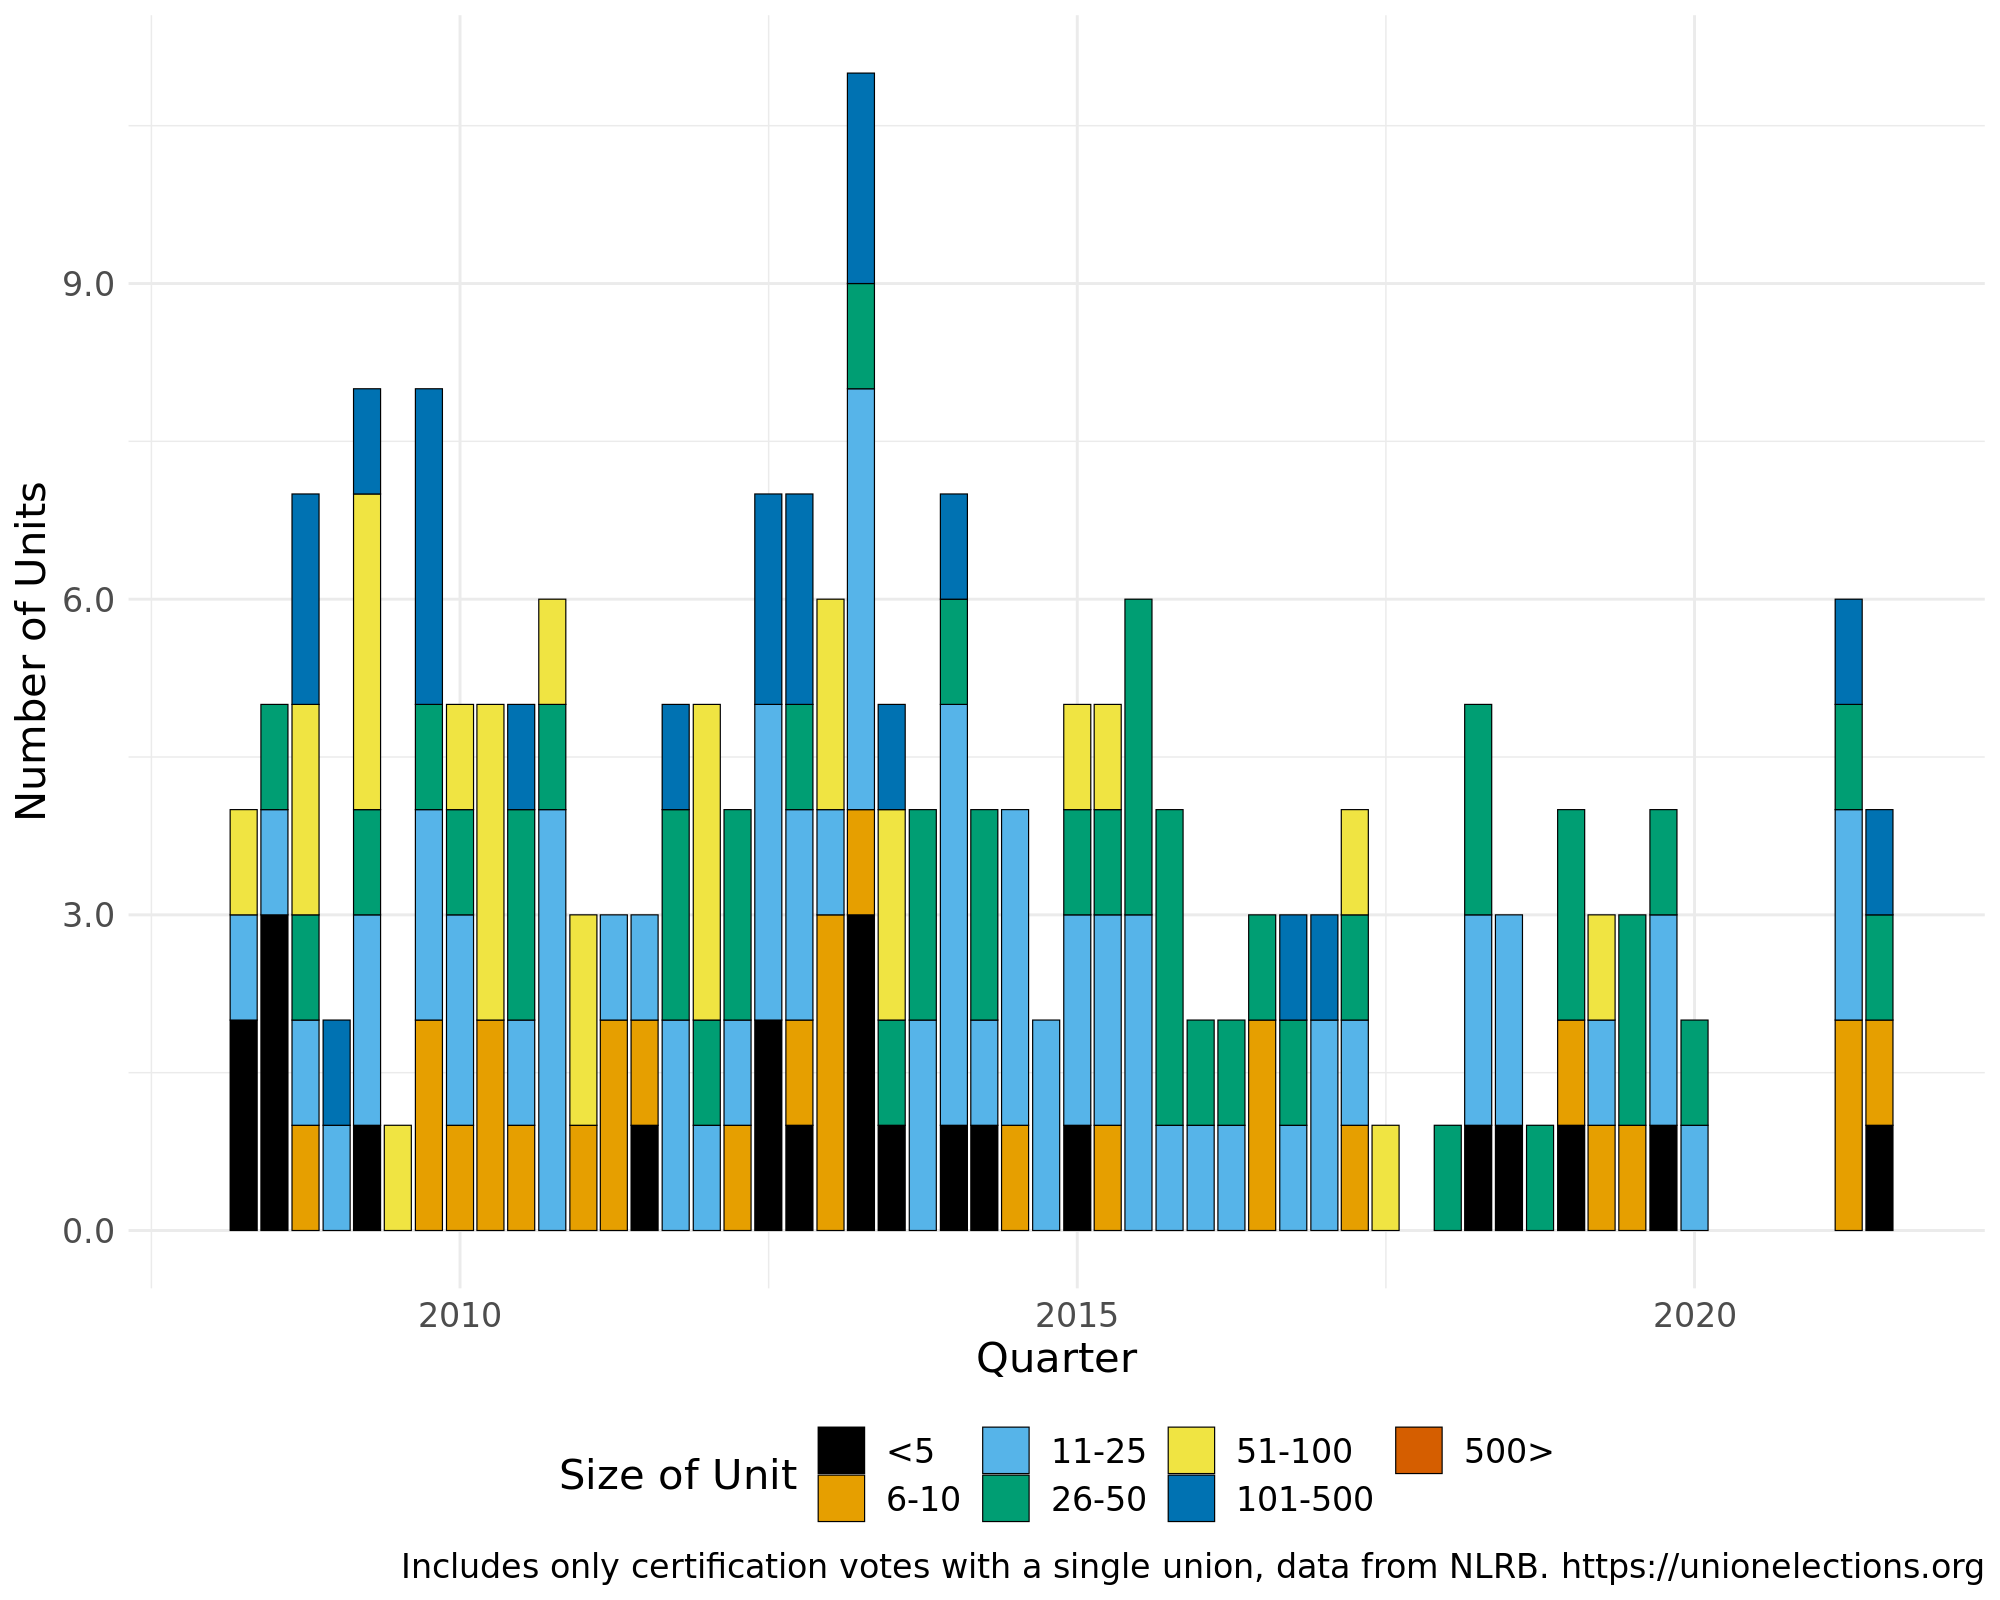 9.0
6.0
3.0
0.0
Number of Units
2010 2015 2020
Quarter
Size of Unit
<5 11-25 51-100 500>
6-10 26-50 101-500
Includes only certification votes with a single union, data from NLRB. https://unionelections.org